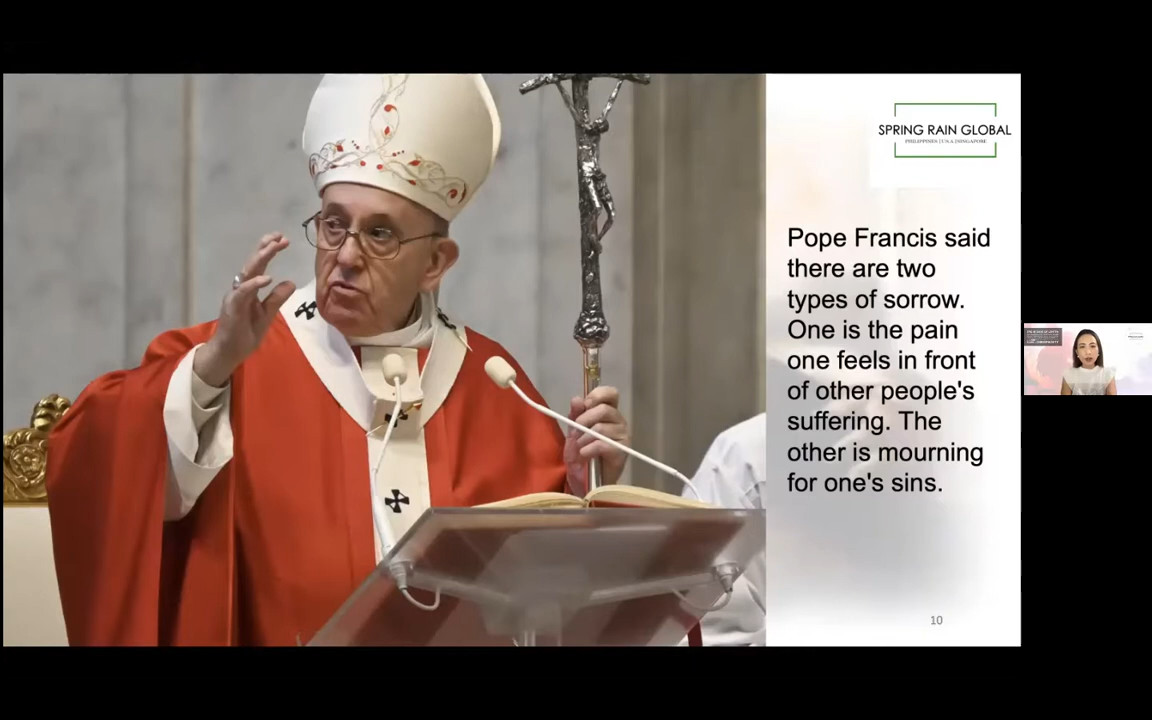 SPRING RAIN GLOBAL
PHILIPPINES | U.S.A | SINGAPORE
Pope Francis said
there are two
types of sorrow.
One is the pain
one feels in front
of other people's
suffering. The
other is mourning
for one's sins.
10